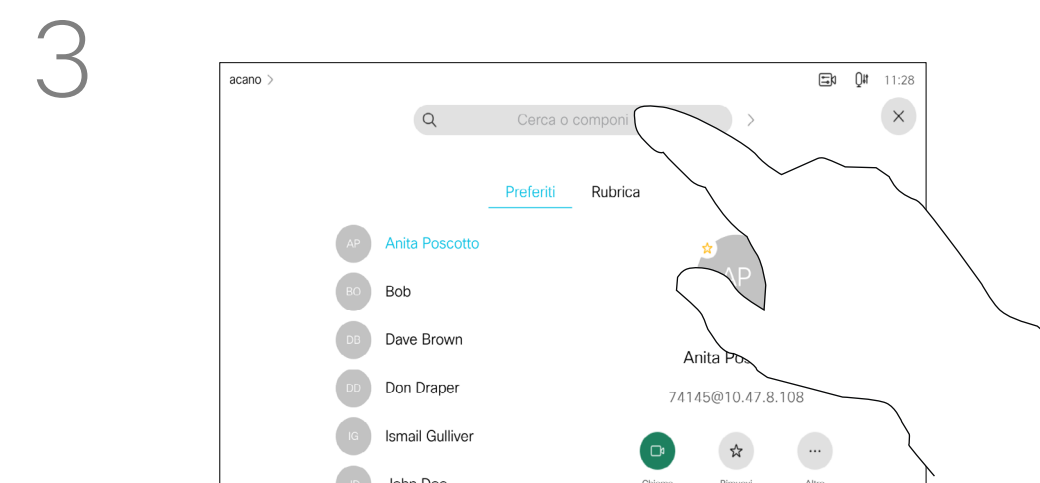 3
acano >
11:28
Cerca o componi
Preferiti Rubrica
AP Anita Poscotto
BO Bob
DB Dave Brown
DD Don Draper
IG Ismail Gulliver
AP
Anita
74145@10.47.8.108